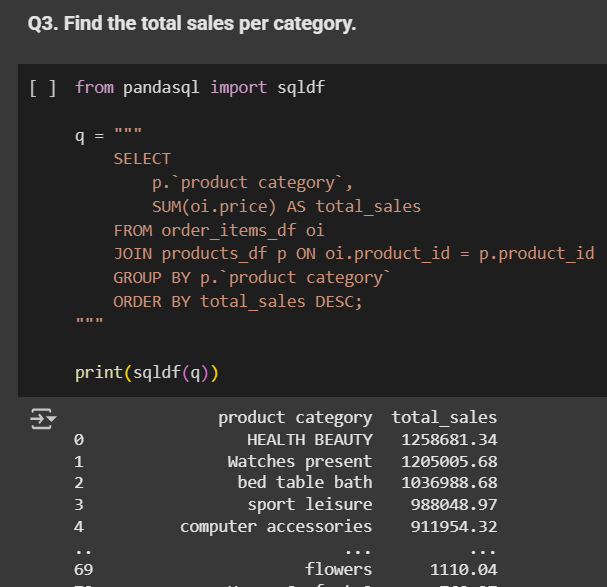 Q3. Find the total sales per category.
[ ] from pandasql import sqldf
q = """
SELECT
p.`product category`,
SUM(oi.price) AS total_sales
FROM order_items_df oi
JOIN products_df p ON oi.product_id = p.product_id
GROUP BY p.`product category`
ORDER BY total_sales DESC;
"""
print(sqldf(q))
product category total_sales
0 HEALTH BEAUTY 1258681.34
1 Watches present 1205005.68
2 bed table bath 1036988.68
3 sport leisure 988048.97
4 computer accessories 911954.32
.. ... ...
69 flowers 1110.04